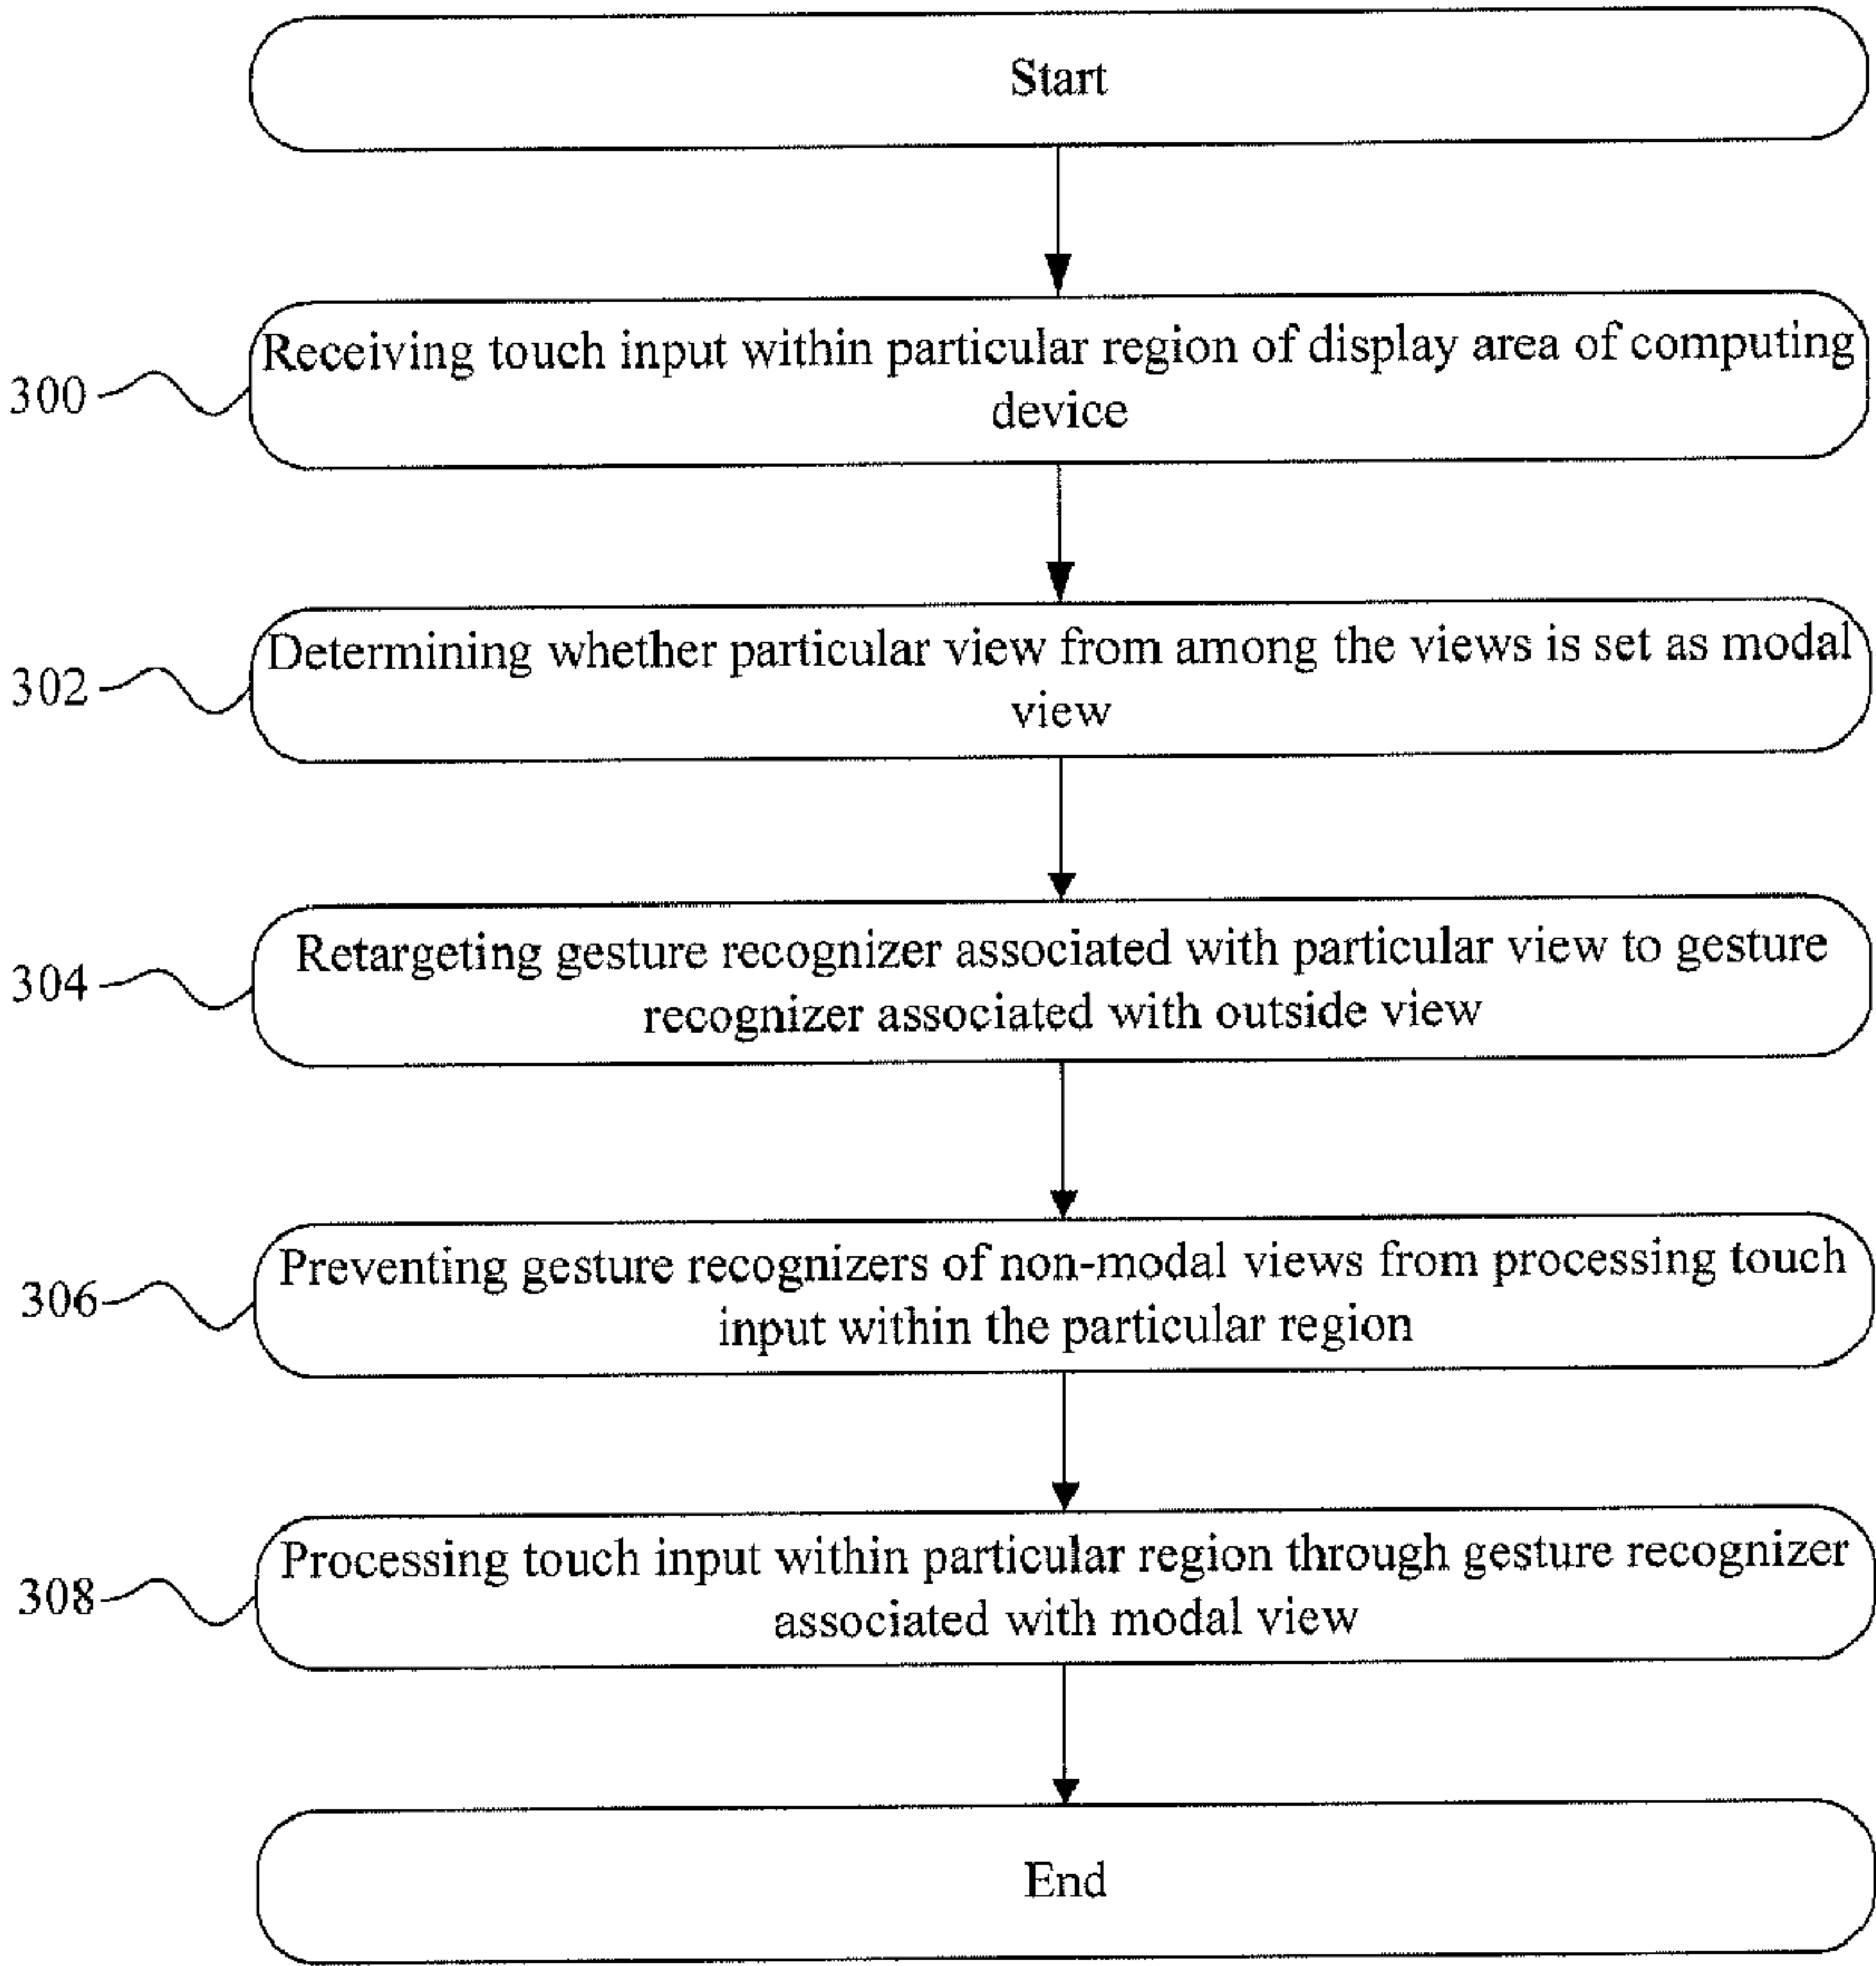 Start
300
Receiving touch input within particular region of display area of computing
device
302
Determining whether particular view from among the views is set as modal
view
304
Retargeting gesture recognizer associated with particular view to gesture
recognizer associated with outside view
306
Preventing gesture recognizers of non-modal views from processing touch
input within the particular region
308
Processing touch input within particular region through gesture recognizer
associated with modal view
End